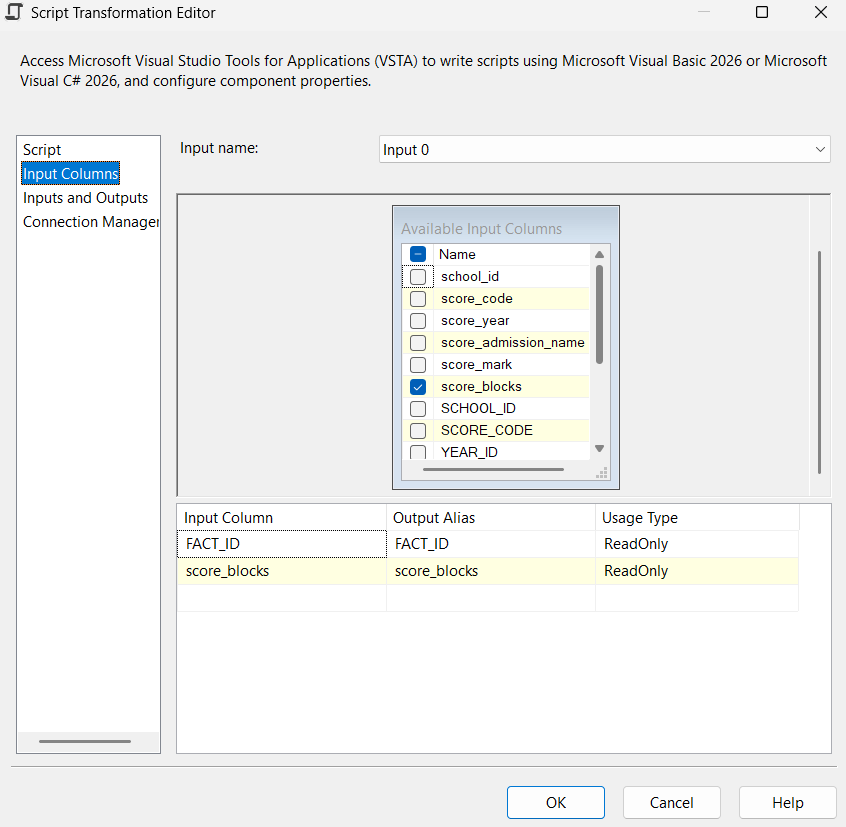 Script Transformation Editor
Access Microsoft Visual Studio Tools for Applications (VSTA) to write scripts using Microsoft Visual Basic 2026 or Microsoft
Visual C# 2026, and configure component properties.
Script
Input Columns
Inputs and Outputs
Connection Manager
Input name:
Input 0
Available Input Columns
Name
school_id
score_code
score_year
score_admission_name
score_mark
score_blocks
SCHOOL_ID
SCORE_CODE
YEAR_ID
Input Column Output Alias Usage Type
FACT_ID FACT_ID ReadOnly
score_blocks score_blocks ReadOnly
OK Cancel Help